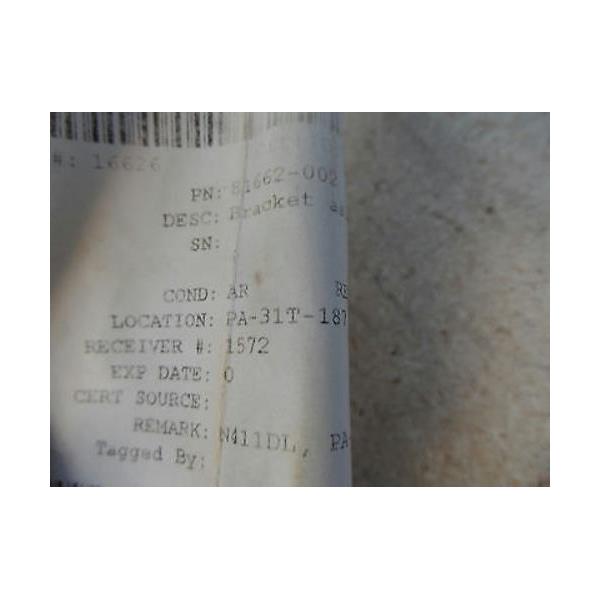 #: 16626
PN: 81662-002
DESC: Bracket
SN:
COND: AR
LOCATION: PA-31T-187
RECEIVER #: 1572
EXP DATE: 0
CERT SOURCE:
REMARK: N411DL, PA-
Tagged By: